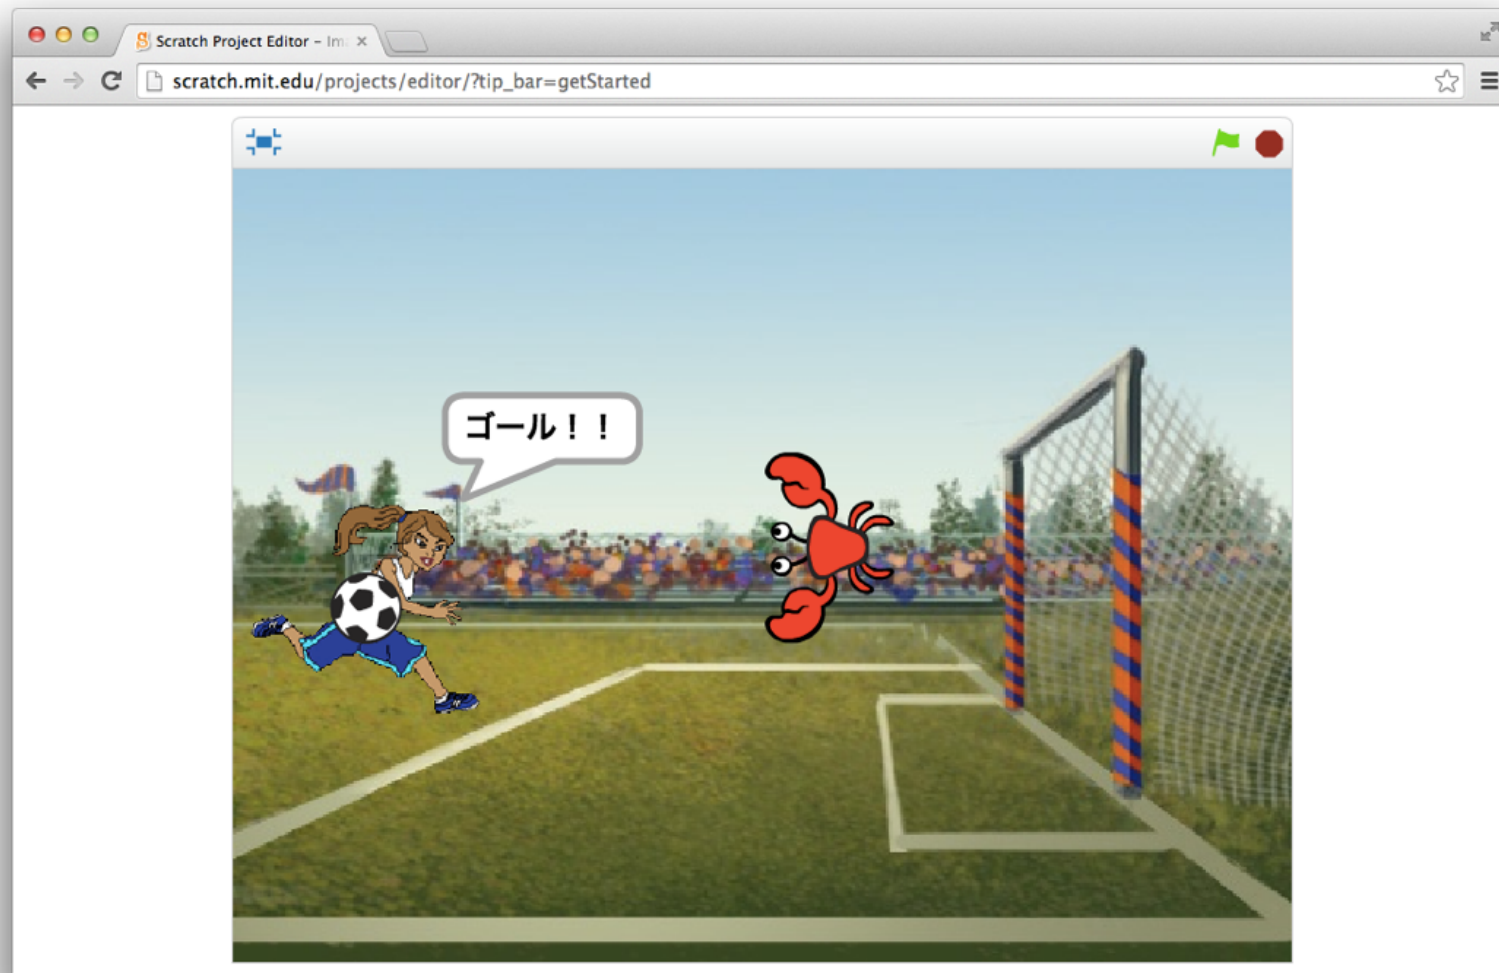 Scratch Project Editor – Im
scratch.mit.edu/projects/editor/?tip_bar=getStarted
ゴール！！